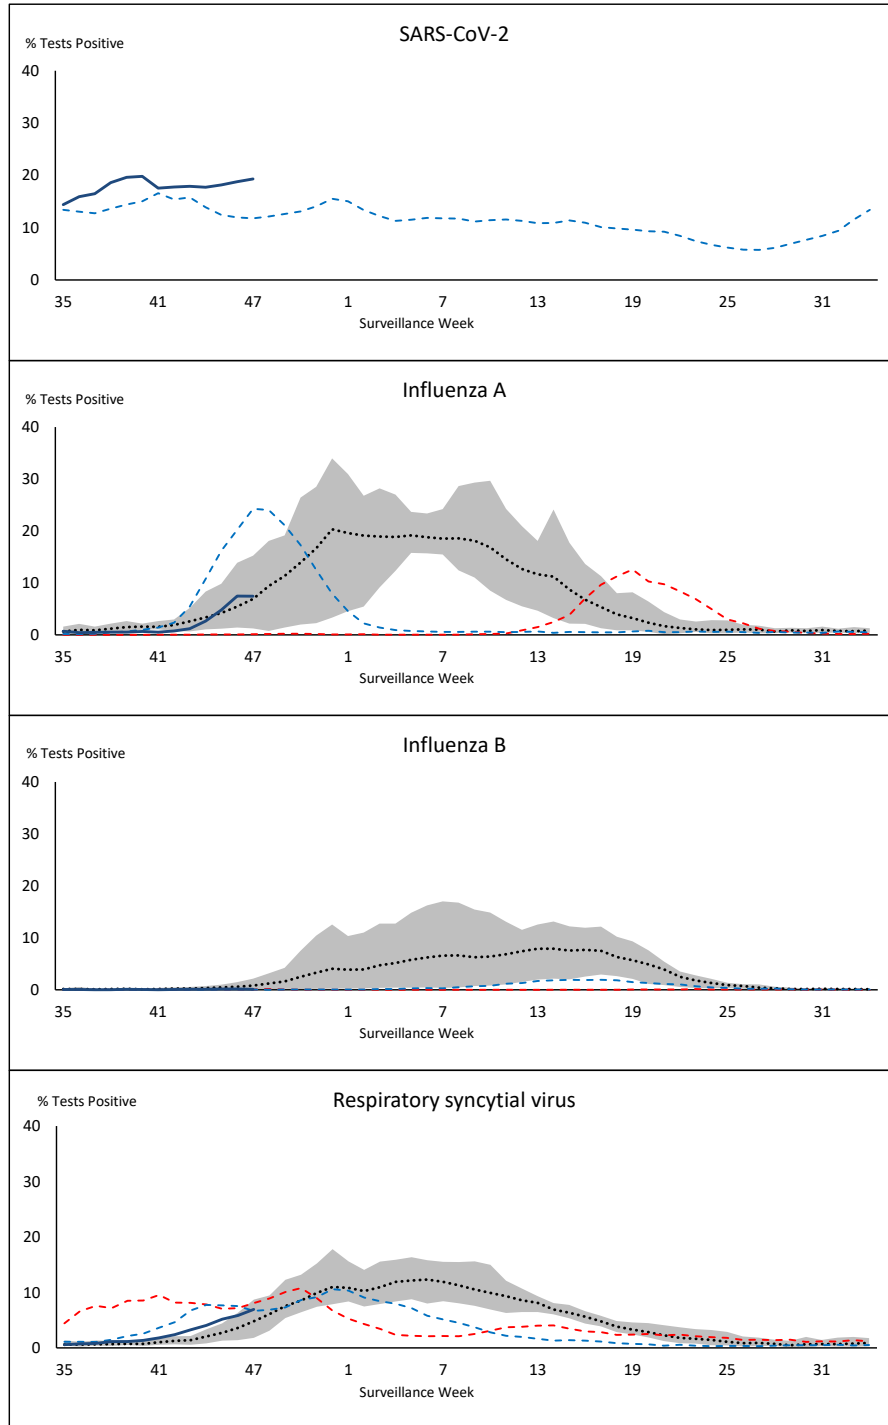 SARS-CoV-2
% Tests Positive
40
30
20
10
0
35 41 47 1 7 13 19 25 31
Surveillance Week
Influenza A
% Tests Positive
40
30
20
10
0
35 41 47 1 7 13 19 25 31
Surveillance Week
Influenza B
% Tests Positive
40
30
20
10
0
35 41 47 1 7 13 19 25 31
Surveillance Week
Respiratory syncytial virus
% Tests Positive
40
30
20
10
0
35 41 47 1 7 13 19 25 31
Surveillance Week